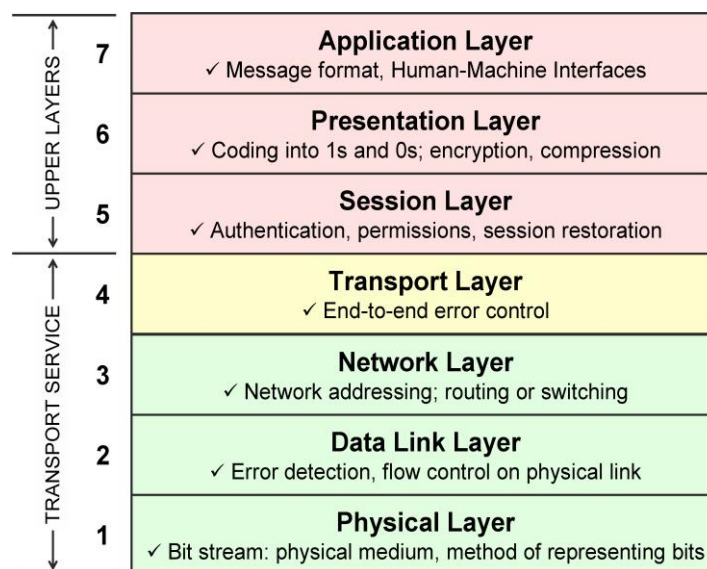 UPPER LAYERS
7
Application Layer
✓ Message format, Human-Machine Interfaces
6
Presentation Layer
✓ Coding into 1s and 0s; encryption, compression
5
Session Layer
✓ Authentication, permissions, session restoration
TRANSPORT SERVICE
4
Transport Layer
✓ End-to-end error control
3
Network Layer
✓ Network addressing; routing or switching
2
Data Link Layer
✓ Error detection, flow control on physical link
1
Physical Layer
✓ Bit stream: physical medium, method of representing bits